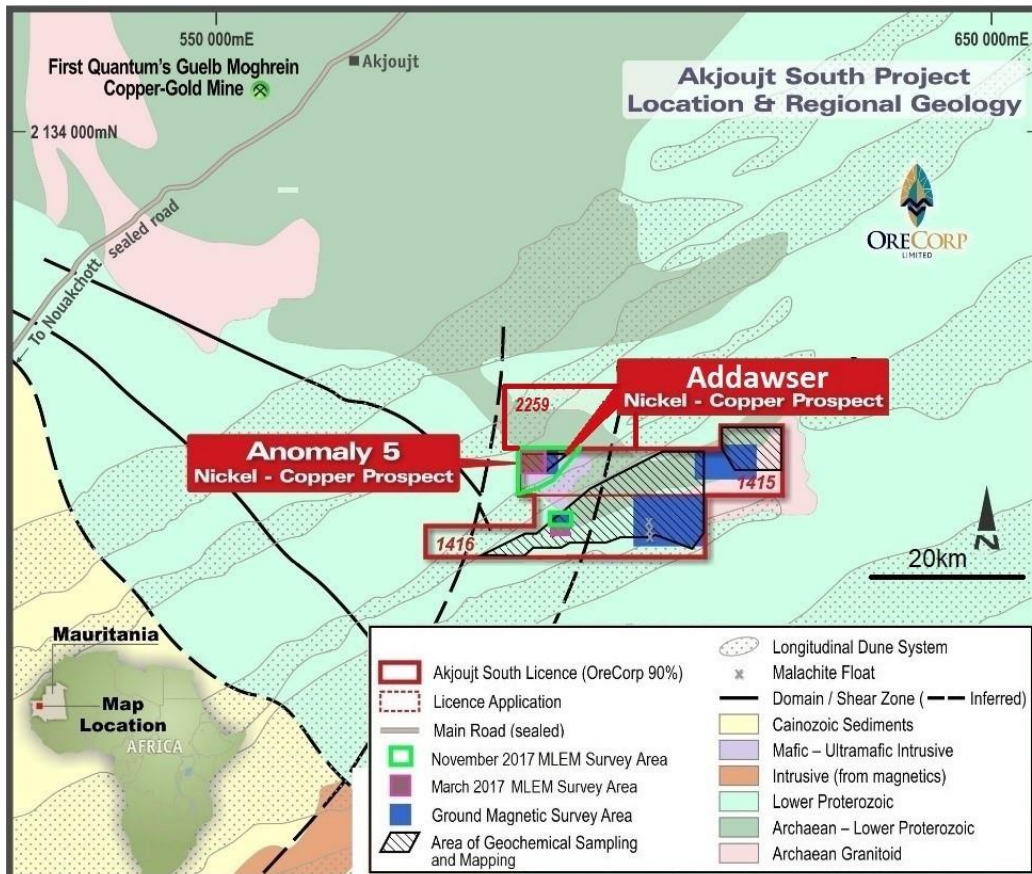 550 000mE
650 000mE
First Quantum's Guelb Moghrein
Copper-Gold Mine
Akjoujt
Akjoujt South Project
Location & Regional Geology
2 134 000mN
ORECORP
LIMITED
← To Nouakchott sealed road
2259
Addawser
Nickel - Copper Prospect
Anomaly 5
Nickel - Copper Prospect
1415
1416
N
20km
Mauritania
Map
Location
AFRICA
Akjoujt South Licence (OreCorp 90%)
Licence Application
Main Road (sealed)
November 2017 MLEM Survey Area
March 2017 MLEM Survey Area
Ground Magnetic Survey Area
Area of Geochemical Sampling
and Mapping
Longitudinal Dune System
Malachite Float
Domain / Shear Zone ( — — Inferred)
Cainozoic Sediments
Mafic – Ultramafic Intrusive
Intrusive (from magnetics)
Lower Proterozoic
Archaean – Lower Proterozoic
Archaean Granitoid